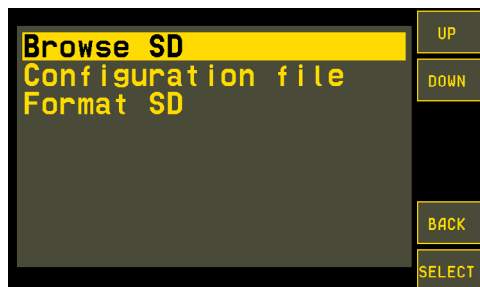 Browse SD
Configuration file
Format SD
UP
DOWN
BACK
SELECT